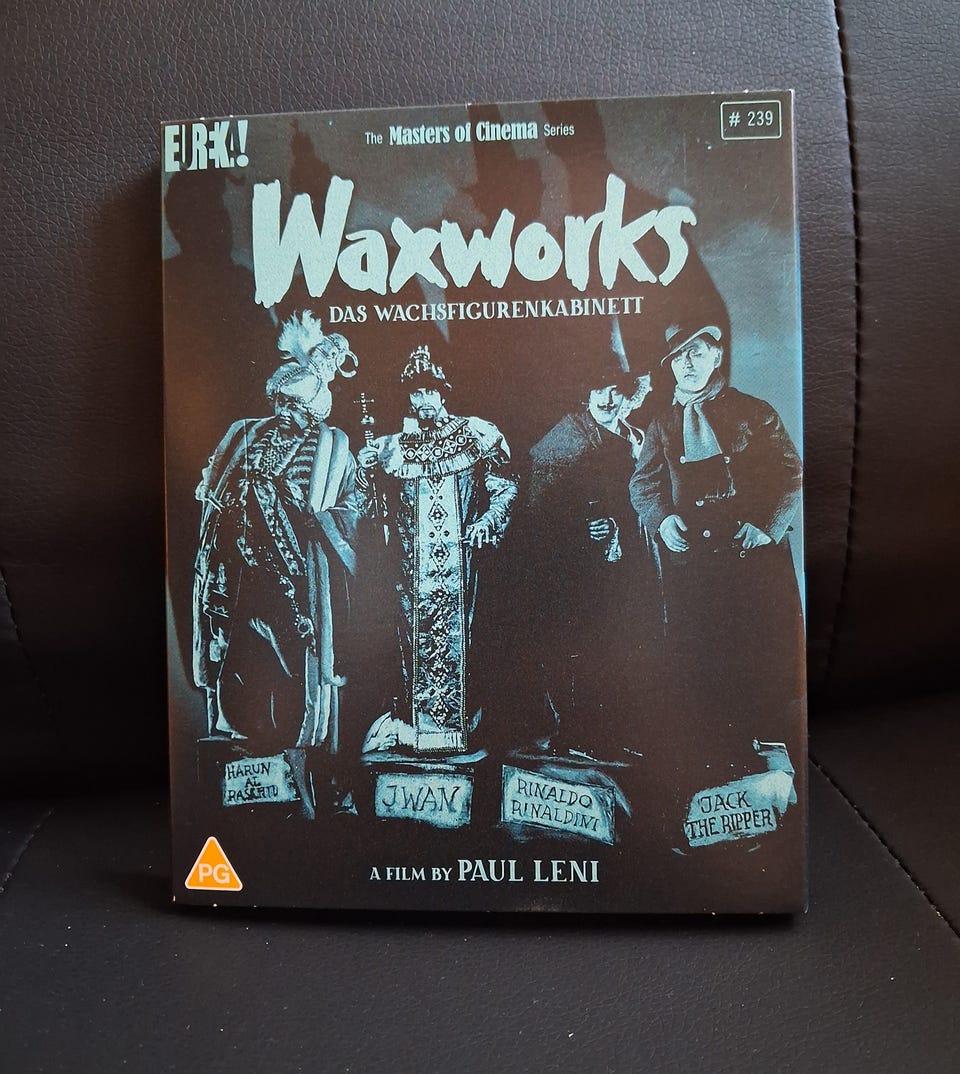 EUREKA!
The Masters of Cinema Series
# 239
Waxworks
DAS WACHSFIGURENKABINETT
HARUN
AL
RASCHID
JWAN
RINALDO
RINALDINI
JACK
THE RIPPER
PG
A FILM BY PAUL LENI